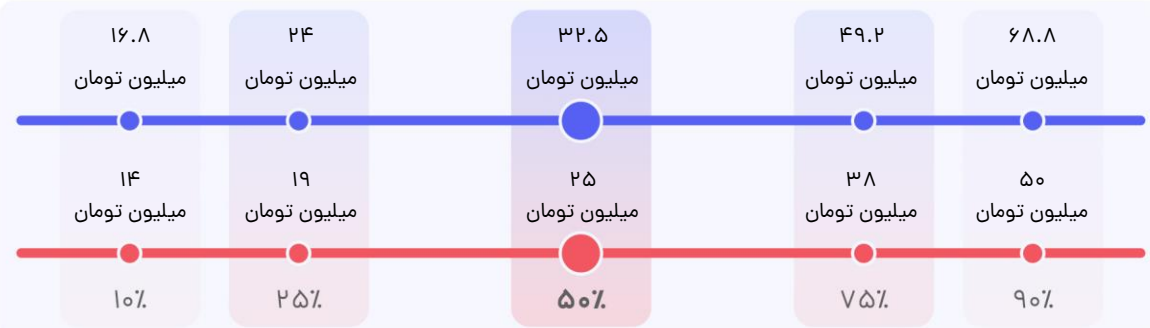 ۱۶.۸ ۲۴ ۳۲.۵ ۴۹.۲ ۶۸.۸
میلیون تومان میلیون تومان میلیون تومان میلیون تومان میلیون تومان
۱۴ ۱۹ ۲۵ ۳۸ ۵۰
میلیون تومان میلیون تومان میلیون تومان میلیون تومان میلیون تومان
۱۰٪ ۲۵٪ ۵۰٪ ۷۵٪ ۹۰٪